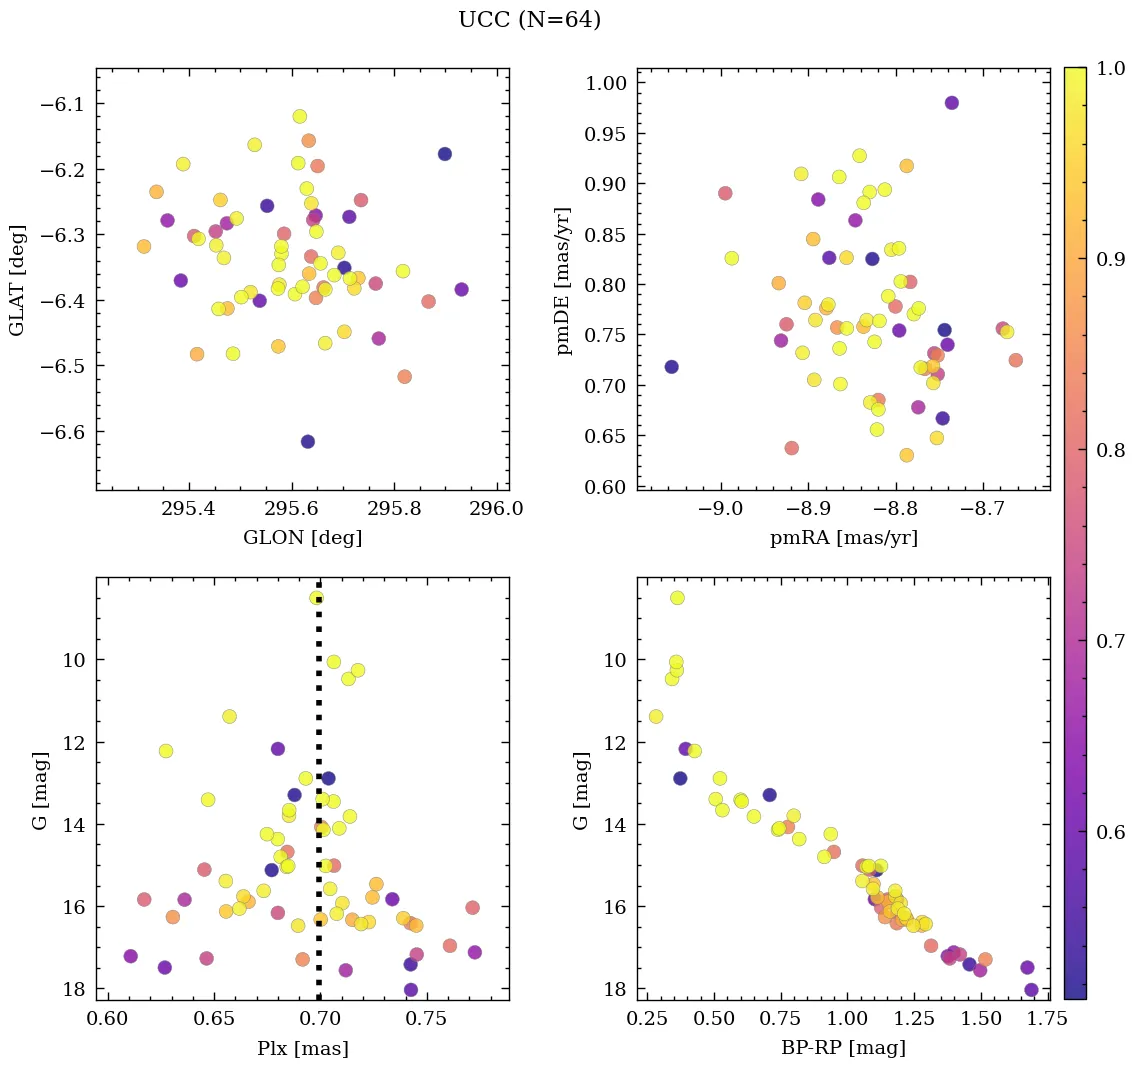 UCC (N=64)
−6.1
−6.2
−6.3
−6.4
−6.5
−6.6
GLAT [deg]
295.4 295.6 295.8 296.0
GLON [deg]
1.00
0.95
0.90
0.85
0.80
0.75
0.70
0.65
0.60
pmDE [mas/yr]
−9.0 −8.9 −8.8 −8.7
pmRA [mas/yr]
10
12
14
16
18
G [mag]
0.60 0.65 0.70 0.75
Plx [mas]
10
12
14
16
18
G [mag]
0.25 0.50 0.75 1.00 1.25 1.50 1.75
BP-RP [mag]
1.0
0.9
0.8
0.7
0.6